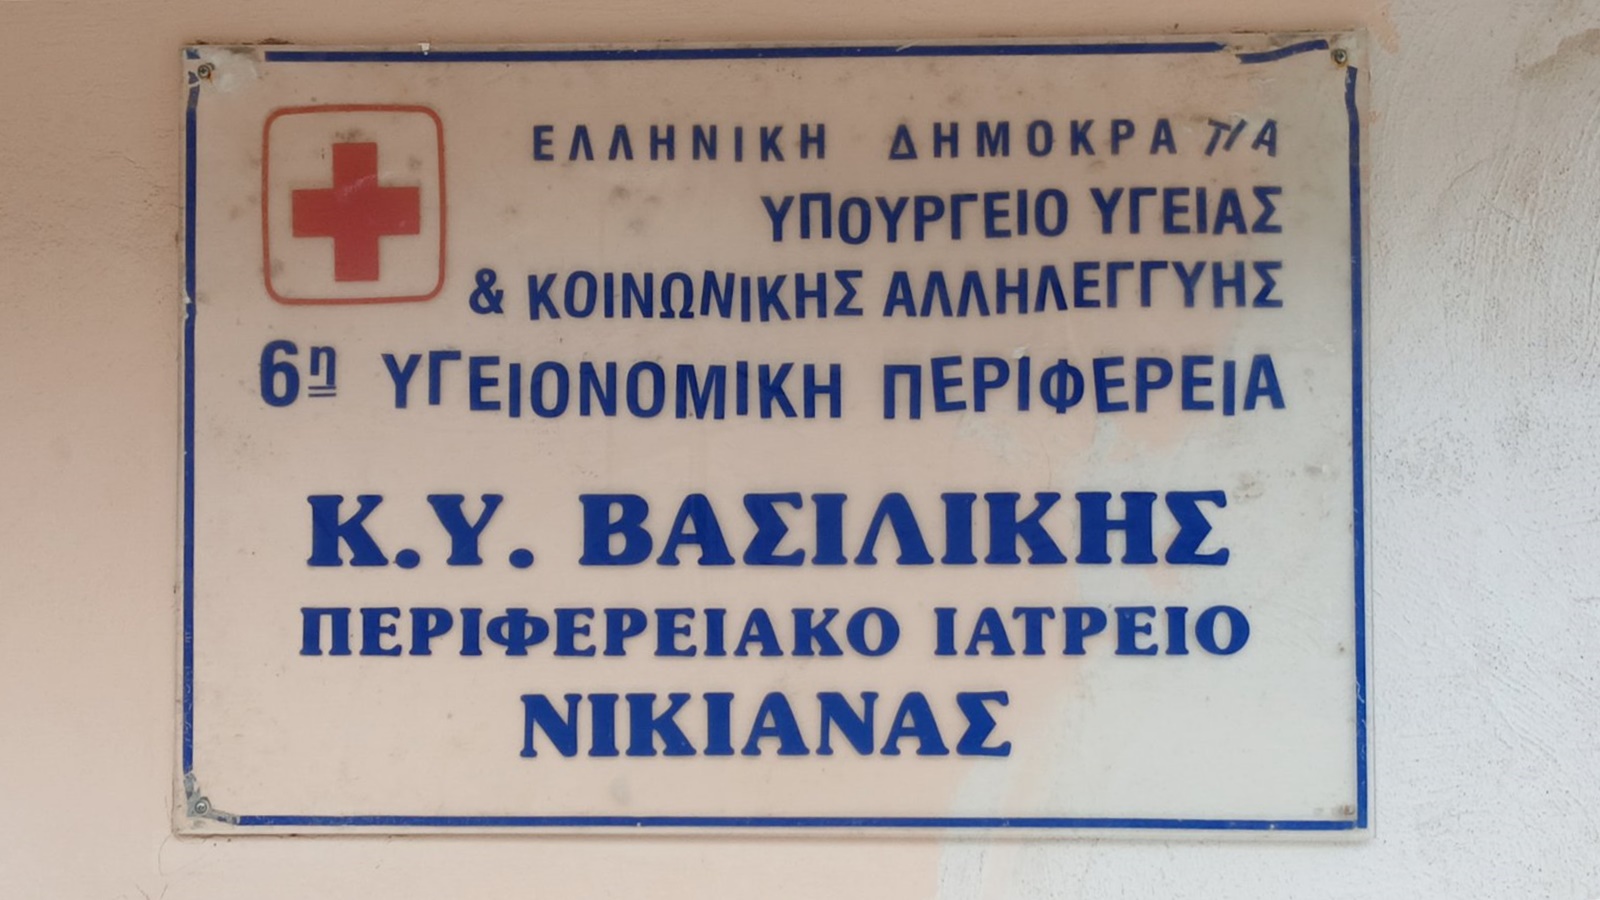 ΕΛΛΗΝΙΚΗ ΔΗΜΟΚΡΑΤΙΑ
ΥΠΟΥΡΓΕΙΟ ΥΓΕΙΑΣ
& ΚΟΙΝΩΝΙΚΗΣ ΑΛΛΗΛΕΓΓΥΗΣ
6η ΥΓΕΙΟΝΟΜΙΚΗ ΠΕΡΙΦΕΡΕΙΑ
Κ.Υ. ΒΑΣΙΛΙΚΗΣ
ΠΕΡΙΦΕΡΕΙΑΚΟ ΙΑΤΡΕΙΟ
ΝΙΚΙΑΝΑΣ